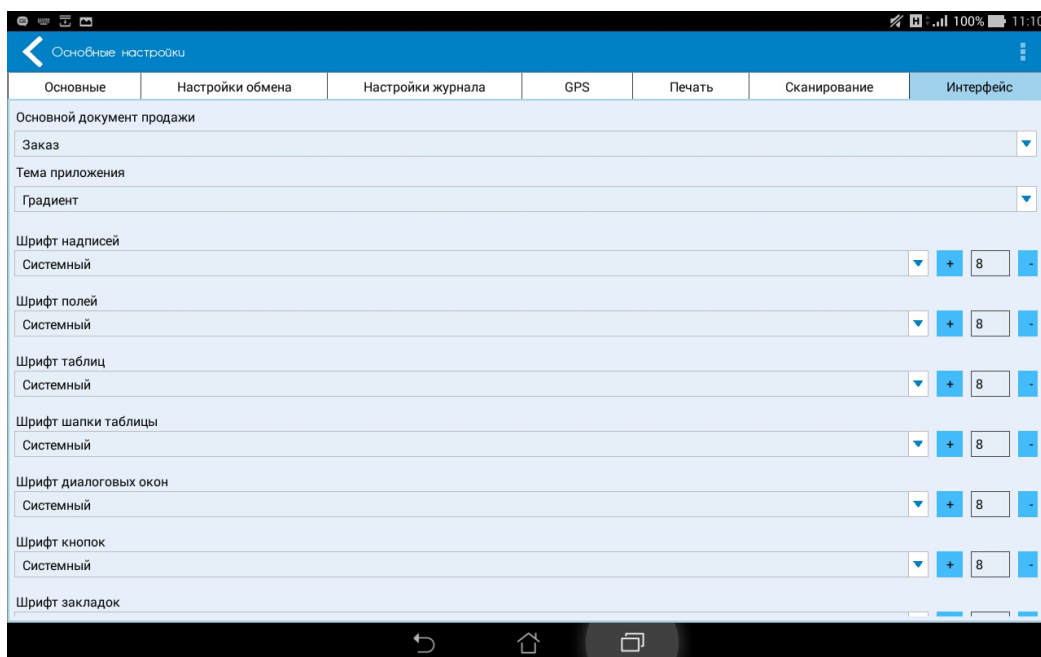 H 100% 11:10
Основные настройки
Основные Настройки обмена Настройки журнала GPS Печать Сканирование Интерфейс
Основной документ продажи
Заказ
Тема приложения
Градиент
Шрифт надписей
Системный + 8 -
Шрифт полей
Системный + 8 -
Шрифт таблиц
Системный + 8 -
Шрифт шапки таблицы
Системный + 8 -
Шрифт диалоговых окон
Системный + 8 -
Шрифт кнопок
Системный + 8 -
Шрифт закладок